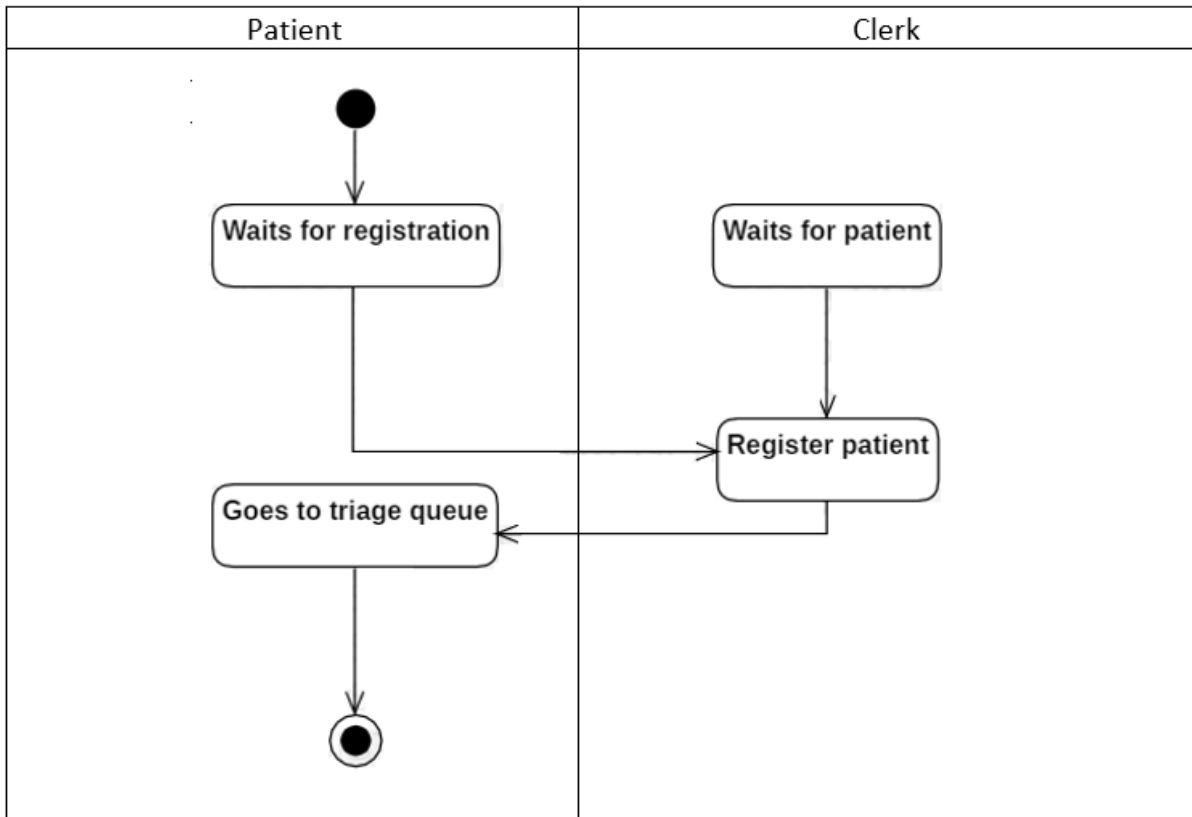 Patient
Clerk
Waits for registration
Waits for patient
Register patient
Goes to triage queue